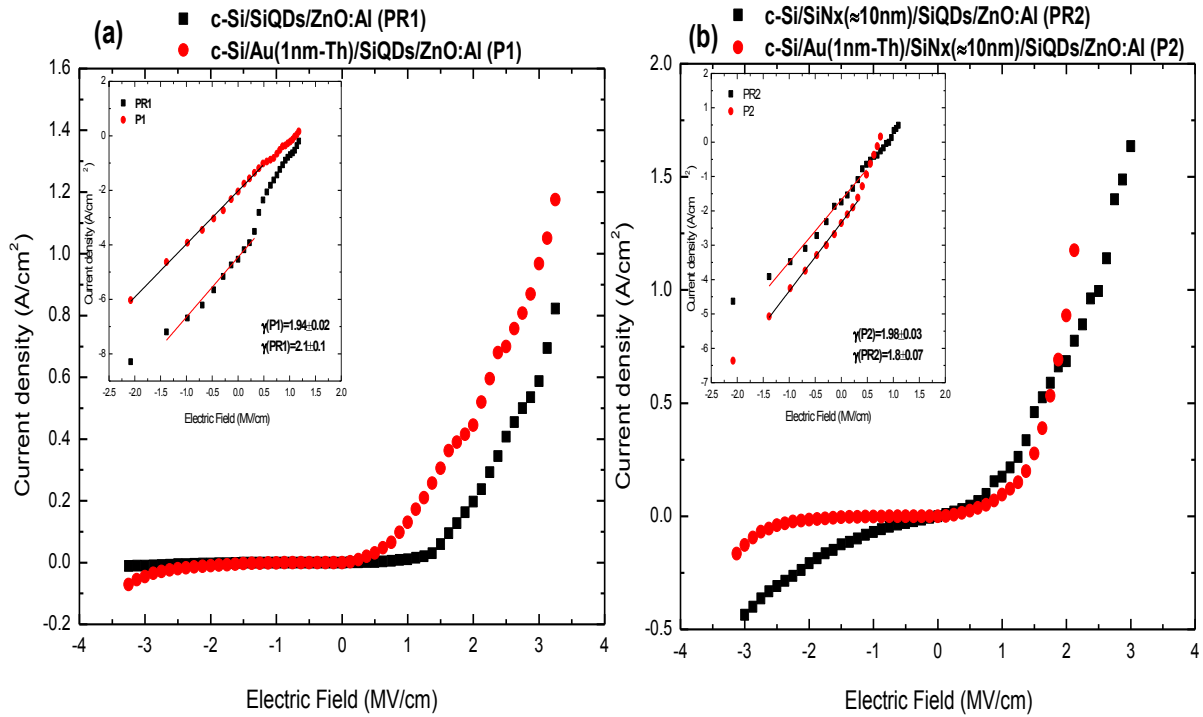 (a)
c-Si/SiQDs/ZnO:Al (PR1)
c-Si/Au(1nm-Th)/SiQDs/ZnO:Al (P1)
1.6
1.4
1.2
1.0
0.8
0.6
0.4
0.2
0.0
-0.2
-4 -3 -2 -1 0 1 2 3 4
Current density (A/cm²)
Electric Field (MV/cm)
PR1
P1
2
0
-2
-4
-6
-8
-2.0 -1.5 -1.0 -0.5 0.0 0.5 1.0 1.5 2.0
Current density (A/cm²)
Electric Field (MV/cm)
γ(P1)=1.94±0.02
γ(PR1)=2.1±0.1
(b)
c-Si/SiNx(≈10nm)/SiQDs/ZnO:Al (PR2)
c-Si/Au(1nm-Th)/SiNx(≈10nm)/SiQDs/ZnO:Al (P2)
2.0
1.5
1.0
0.5
0.0
-0.5
-4 -3 -2 -1 0 1 2 3 4
Current density (A/cm²)
Electric Field (MV/cm)
PR2
P2
2
1
0
-1
-2
-3
-4
-5
-6
-7
-2.0 -1.5 -1.0 -0.5 0.0 0.5 1.0 1.5 2.0
Current density (A/cm²)
Electric Field (MV/cm)
γ(P2)=1.98±0.03
γ(PR2)=1.8±0.07